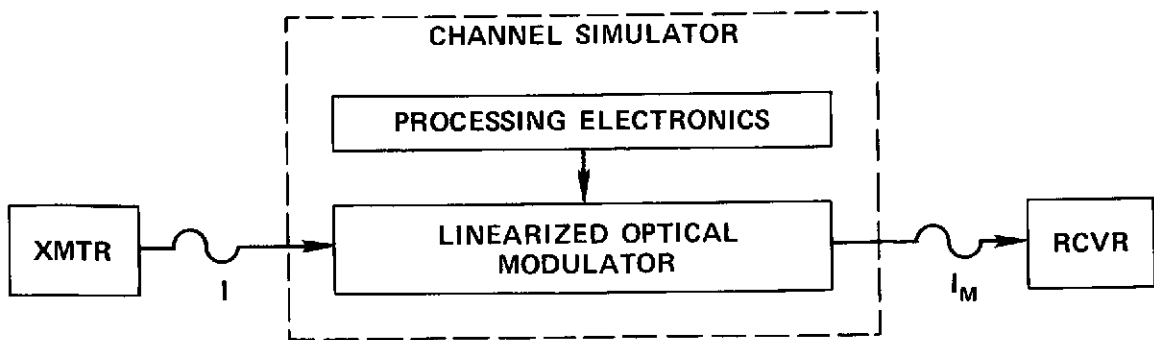 CHANNEL SIMULATOR
PROCESSING ELECTRONICS
XMTR
I
LINEARIZED OPTICAL
MODULATOR
I_M
RCVR